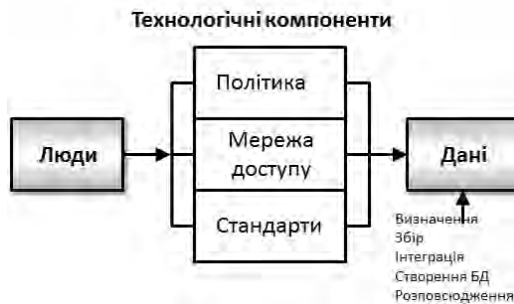 Технологічні компоненти
Політика
Люди
Мережа
доступу
Дані
Стандарти
Визначення
Збір
Інтеграція
Створення БД
Розповсюдження